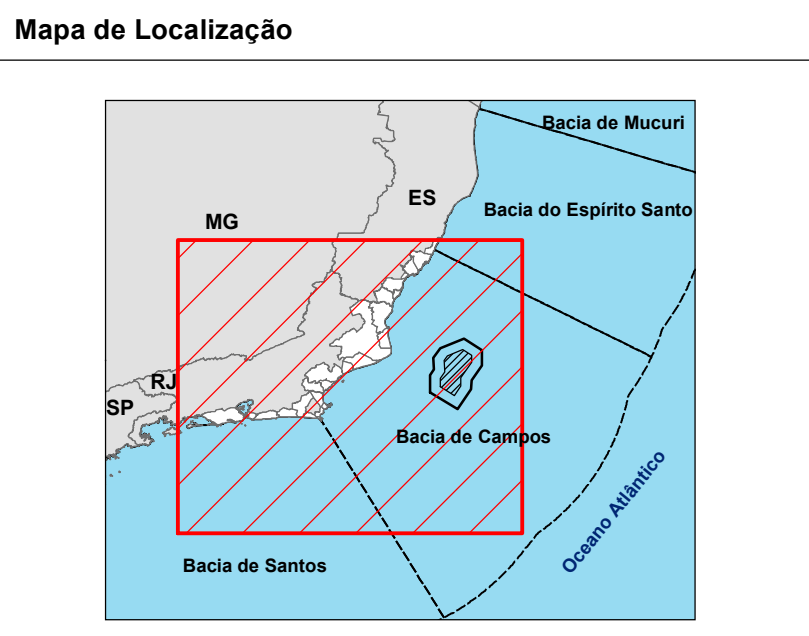 Mapa de Localização
Bacia de Mucuri
ES
Bacia do Espírito Santo
MG
RJ
SP
Bacia de Campos
Oceano Atlântico
Bacia de Santos